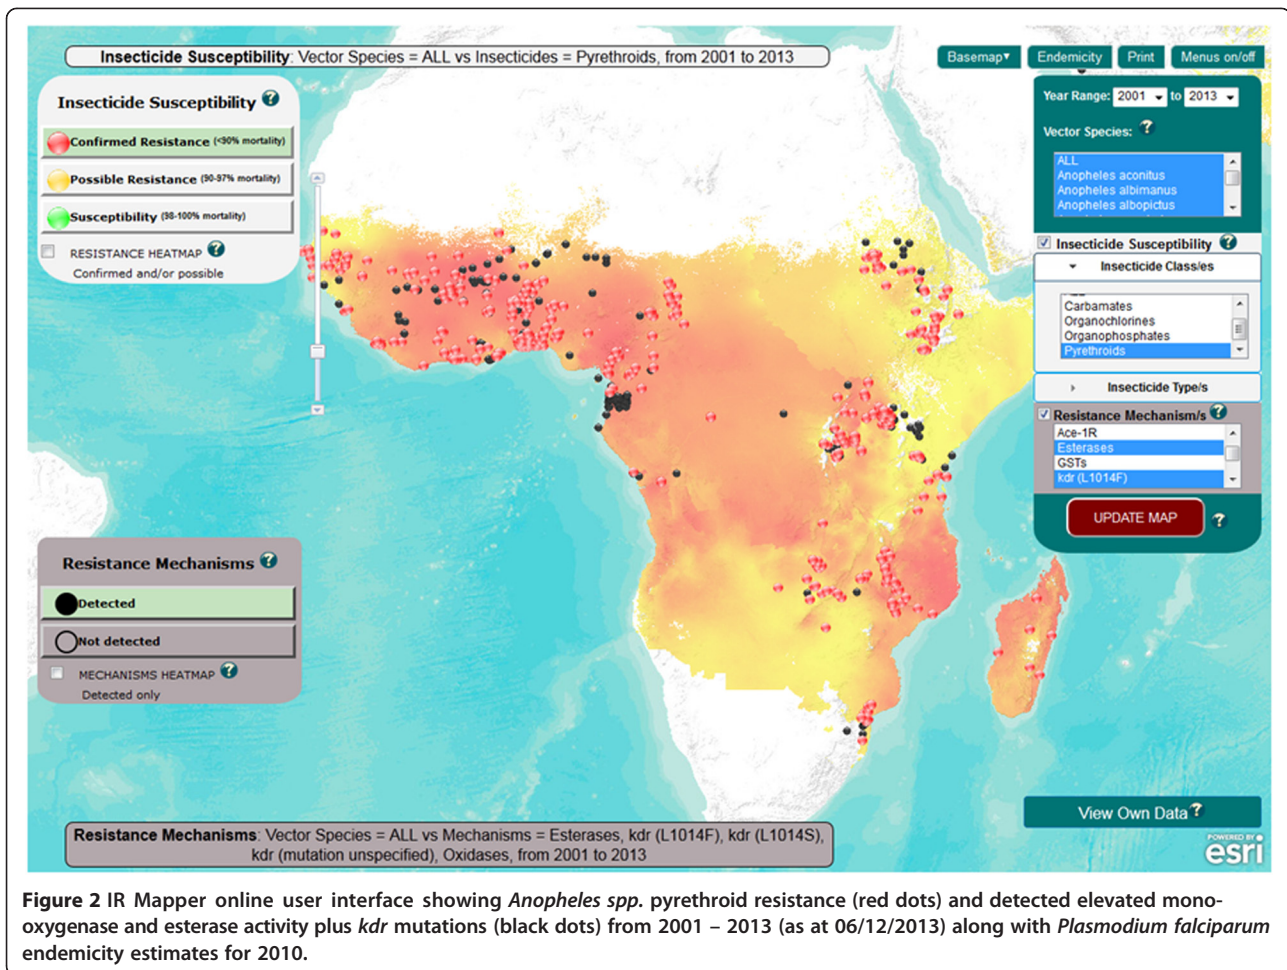 Insecticide Susceptibility: Vector Species = ALL vs Insecticides = Pyrethroids, from 2001 to 2013
Basemap▾
Endemicity
Print
Menus on/off
Insecticide Susceptibility ?
Confirmed Resistance (<90% mortality)
Possible Resistance (90-97% mortality)
Susceptibility (98-100% mortality)
RESISTANCE HEATMAP ?
Confirmed and/or possible
Year Range: 2001 to 2013
Vector Species: ?
ALL
Anopheles aconitus
Anopheles albimanus
Anopheles albopictus
Insecticide Susceptibility ?
Insecticide Class/es
Carbamates
Organochlorines
Organophosphates
Pyrethroids
Insecticide Type/s
Resistance Mechanism/s ?
Ace-1R
Esterases
GSTs
kdr (L1014F)
UPDATE MAP ?
Resistance Mechanisms ?
Detected
Not detected
MECHANISMS HEATMAP ?
Detected only
View Own Data ?
Resistance Mechanisms: Vector Species = ALL vs Mechanisms = Esterases, kdr (L1014F), kdr (L1014S),
kdr (mutation unspecified), Oxidases, from 2001 to 2013
POWERED BY
esri
Figure 2 IR Mapper online user interface showing Anopheles spp. pyrethroid resistance (red dots) and detected elevated mono-
oxygenase and esterase activity plus kdr mutations (black dots) from 2001 – 2013 (as at 06/12/2013) along with Plasmodium falciparum
endemicity estimates for 2010.